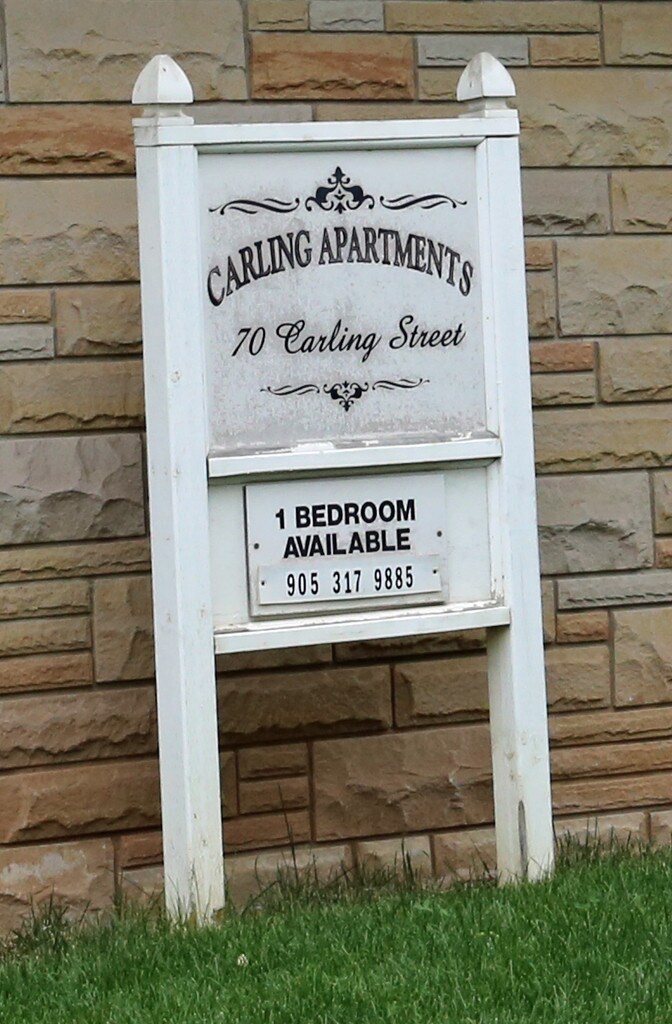 CARLING APARTMENTS
70 Carling Street
1 BEDROOM
AVAILABLE
905 317 9885